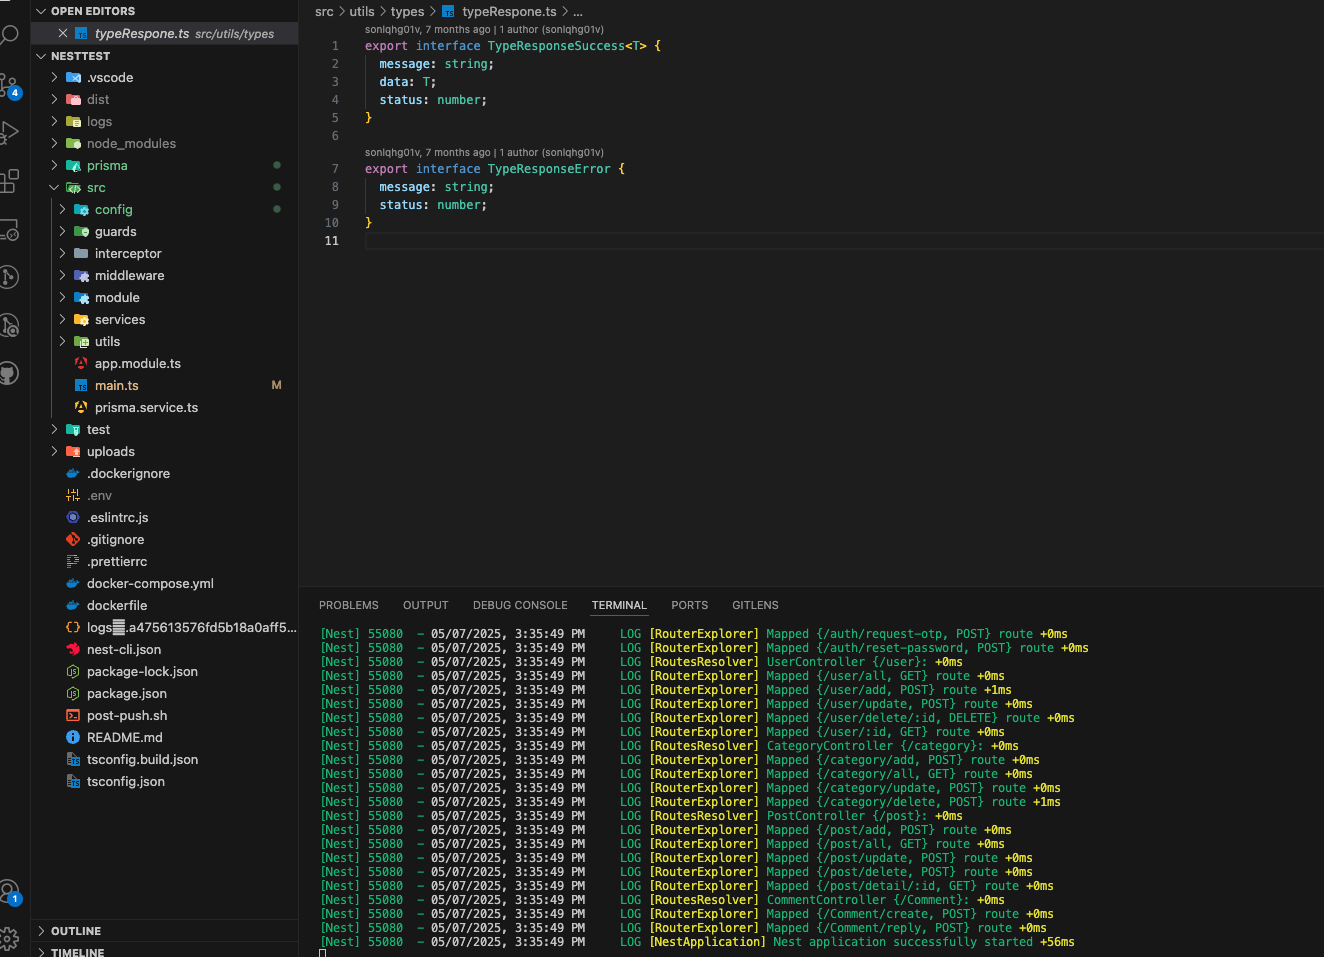 OPEN EDITORS
typeRespone.ts src/utils/types
NESTTEST
.vscode
dist
logs
node_modules
prisma
src
config
guards
interceptor
middleware
module
services
utils
app.module.ts
main.ts M
prisma.service.ts
test
uploads
.dockerignore
.env
.eslintrc.js
.gitignore
.prettierrc
docker-compose.yml
dockerfile
logs.a475613576fd5b18a0aff5...
nest-cli.json
package-lock.json
package.json
post-push.sh
README.md
tsconfig.build.json
tsconfig.json
OUTLINE
TIMELINE
4
1
src > utils > types > typeRespone.ts > ...
sonlqhg01v, 7 months ago | 1 author (sonlqhg01v)
1 export interface TypeResponseSuccess<T> {
2 message: string;
3 data: T;
4 status: number;
5 }
6
sonlqhg01v, 7 months ago | 1 author (sonlqhg01v)
7 export interface TypeResponseError {
8 message: string;
9 status: number;
10 }
11
PROBLEMS OUTPUT DEBUG CONSOLE TERMINAL PORTS GITLENS
[Nest] 55080 - 05/07/2025, 3:35:49 PM LOG [RouterExplorer] Mapped {/auth/request-otp, POST} route +0ms
[Nest] 55080 - 05/07/2025, 3:35:49 PM LOG [RouterExplorer] Mapped {/auth/reset-password, POST} route +0ms
[Nest] 55080 - 05/07/2025, 3:35:49 PM LOG [RoutesResolver] UserController {/user}: +0ms
[Nest] 55080 - 05/07/2025, 3:35:49 PM LOG [RouterExplorer] Mapped {/user/all, GET} route +0ms
[Nest] 55080 - 05/07/2025, 3:35:49 PM LOG [RouterExplorer] Mapped {/user/add, POST} route +1ms
[Nest] 55080 - 05/07/2025, 3:35:49 PM LOG [RouterExplorer] Mapped {/user/update, POST} route +0ms
[Nest] 55080 - 05/07/2025, 3:35:49 PM LOG [RouterExplorer] Mapped {/user/delete/:id, DELETE} route +0ms
[Nest] 55080 - 05/07/2025, 3:35:49 PM LOG [RouterExplorer] Mapped {/user/:id, GET} route +0ms
[Nest] 55080 - 05/07/2025, 3:35:49 PM LOG [RoutesResolver] CategoryController {/category}: +0ms
[Nest] 55080 - 05/07/2025, 3:35:49 PM LOG [RouterExplorer] Mapped {/category/add, POST} route +0ms
[Nest] 55080 - 05/07/2025, 3:35:49 PM LOG [RouterExplorer] Mapped {/category/all, GET} route +0ms
[Nest] 55080 - 05/07/2025, 3:35:49 PM LOG [RouterExplorer] Mapped {/category/update, POST} route +0ms
[Nest] 55080 - 05/07/2025, 3:35:49 PM LOG [RouterExplorer] Mapped {/category/delete, POST} route +1ms
[Nest] 55080 - 05/07/2025, 3:35:49 PM LOG [RoutesResolver] PostController {/post}: +0ms
[Nest] 55080 - 05/07/2025, 3:35:49 PM LOG [RouterExplorer] Mapped {/post/add, POST} route +0ms
[Nest] 55080 - 05/07/2025, 3:35:49 PM LOG [RouterExplorer] Mapped {/post/all, GET} route +0ms
[Nest] 55080 - 05/07/2025, 3:35:49 PM LOG [RouterExplorer] Mapped {/post/update, POST} route +0ms
[Nest] 55080 - 05/07/2025, 3:35:49 PM LOG [RouterExplorer] Mapped {/post/delete, POST} route +0ms
[Nest] 55080 - 05/07/2025, 3:35:49 PM LOG [RouterExplorer] Mapped {/post/detail/:id, GET} route +0ms
[Nest] 55080 - 05/07/2025, 3:35:49 PM LOG [RoutesResolver] CommentController {/Comment}: +0ms
[Nest] 55080 - 05/07/2025, 3:35:49 PM LOG [RouterExplorer] Mapped {/Comment/create, POST} route +0ms
[Nest] 55080 - 05/07/2025, 3:35:49 PM LOG [RouterExplorer] Mapped {/Comment/reply, POST} route +0ms
[Nest] 55080 - 05/07/2025, 3:35:49 PM LOG [NestApplication] Nest application successfully started +56ms